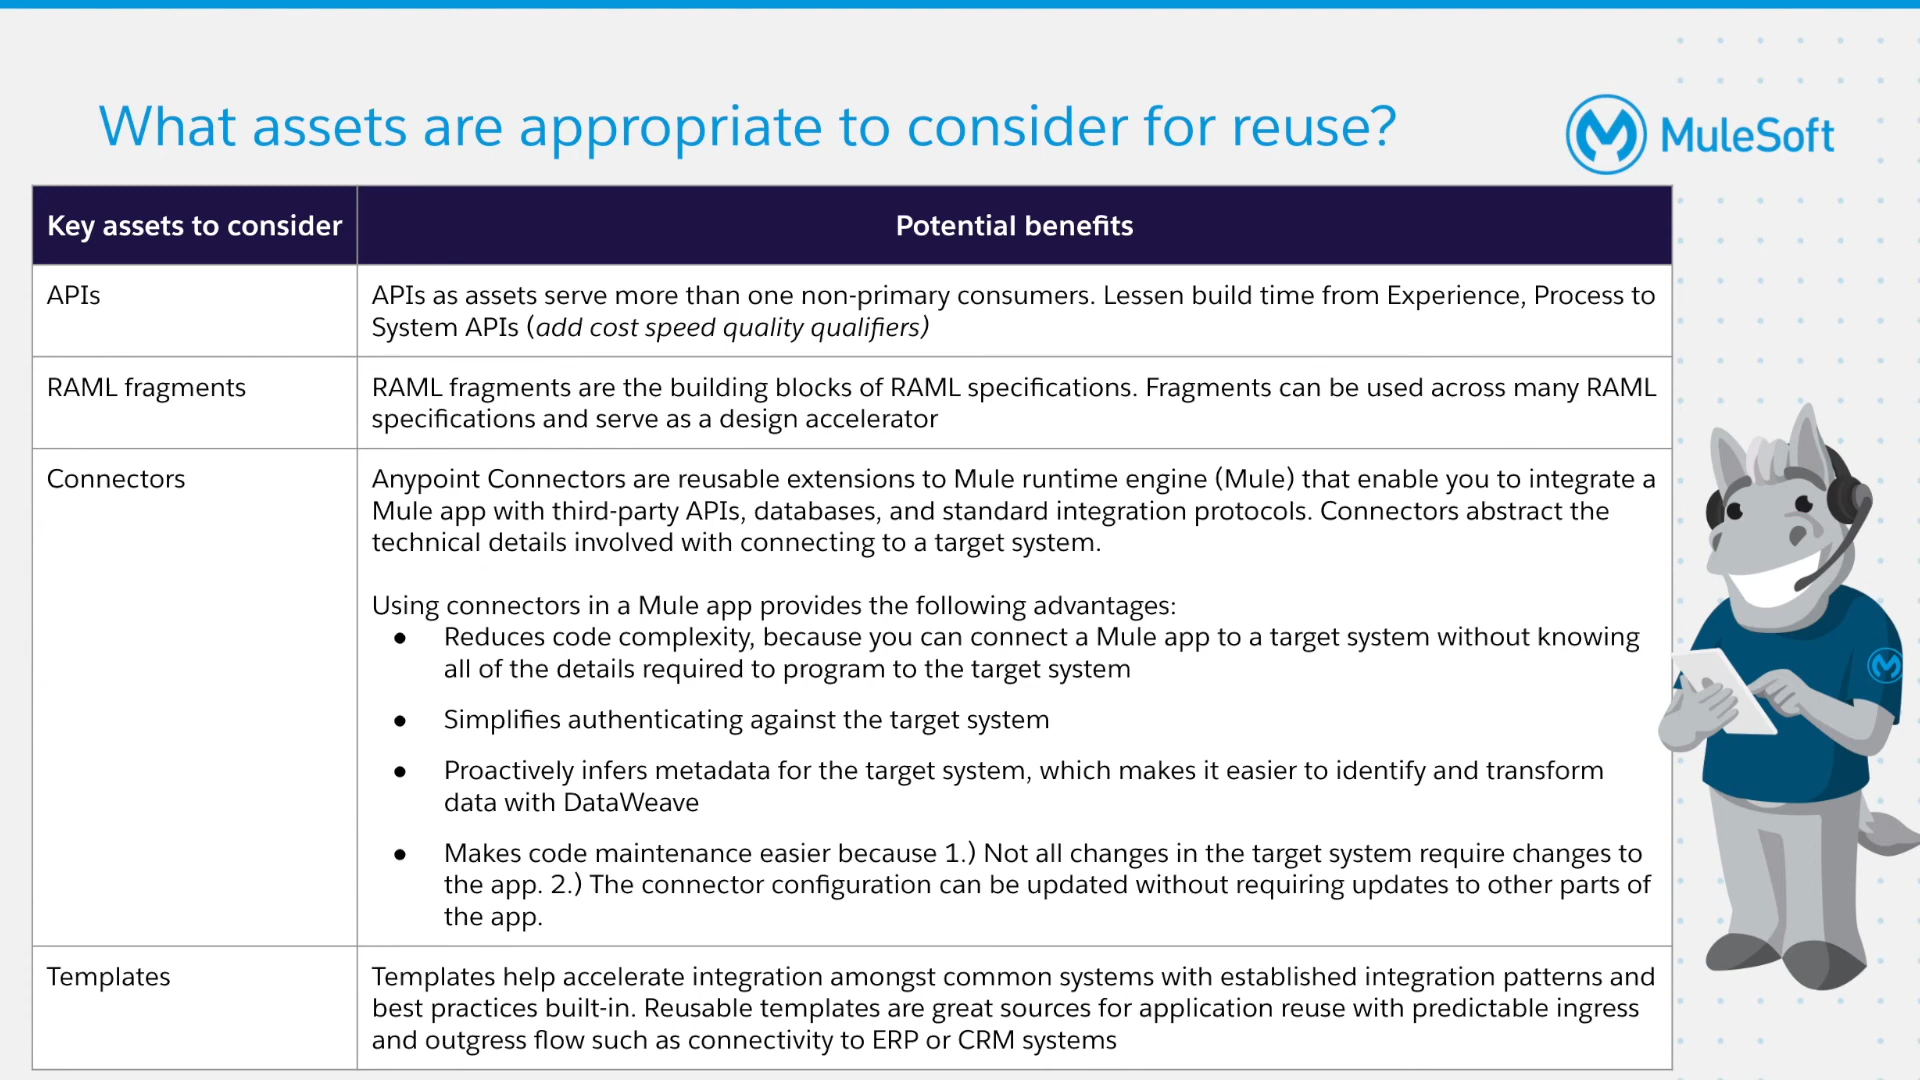 What assets are appropriate to consider for reuse?
MuleSoft
Key assets to consider
Potential benefits
APIs
APIs as assets serve more than one non-primary consumers. Lessen build time from Experience, Process to
System APIs (add cost speed quality qualifiers)
RAML fragments
RAML fragments are the building blocks of RAML specifications. Fragments can be used across many RAML
specifications and serve as a design accelerator
Connectors
Anypoint Connectors are reusable extensions to Mule runtime engine (Mule) that enable you to integrate a
Mule app with third-party APIs, databases, and standard integration protocols. Connectors abstract the
technical details involved with connecting to a target system.
Using connectors in a Mule app provides the following advantages:
● Reduces code complexity, because you can connect a Mule app to a target system without knowing
all of the details required to program to the target system
● Simplifies authenticating against the target system
● Proactively infers metadata for the target system, which makes it easier to identify and transform
data with DataWeave
● Makes code maintenance easier because 1.) Not all changes in the target system require changes to
the app. 2.) The connector configuration can be updated without requiring updates to other parts of
the app.
Templates
Templates help accelerate integration amongst common systems with established integration patterns and
best practices built-in. Reusable templates are great sources for application reuse with predictable ingress
and outgress flow such as connectivity to ERP or CRM systems